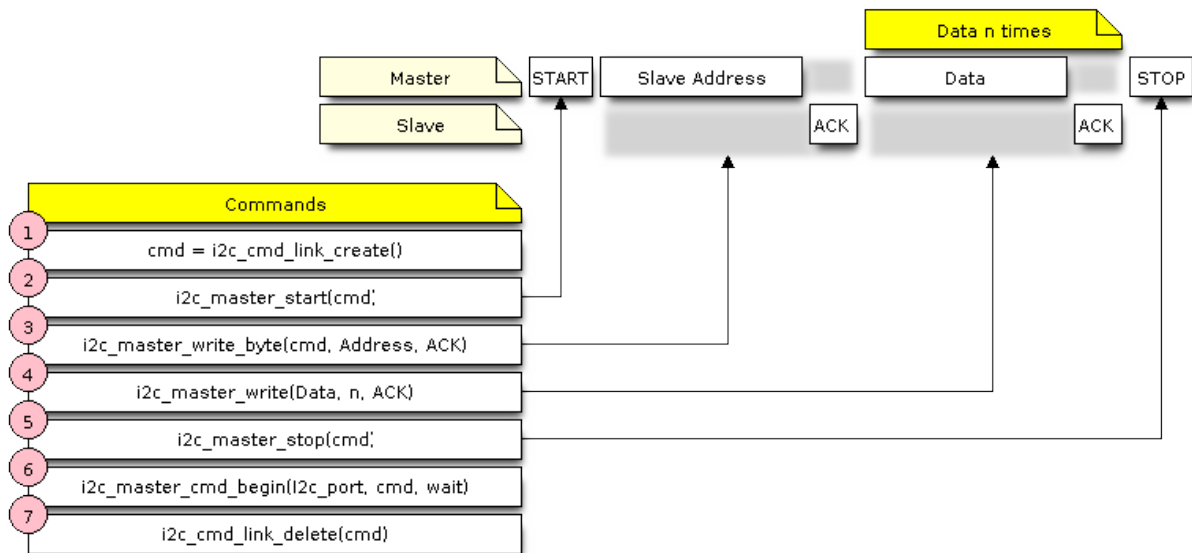 Data n times
Master START Slave Address Data STOP
Slave ACK ACK
Commands
1
cmd = i2c_cmd_link_create()
2
i2c_master_start(cmd)
3
i2c_master_write_byte(cmd, Address, ACK)
4
i2c_master_write(Data, n, ACK)
5
i2c_master_stop(cmd)
6
i2c_master_cmd_begin(I2c_port, cmd, wait)
7
i2c_cmd_link_delete(cmd)